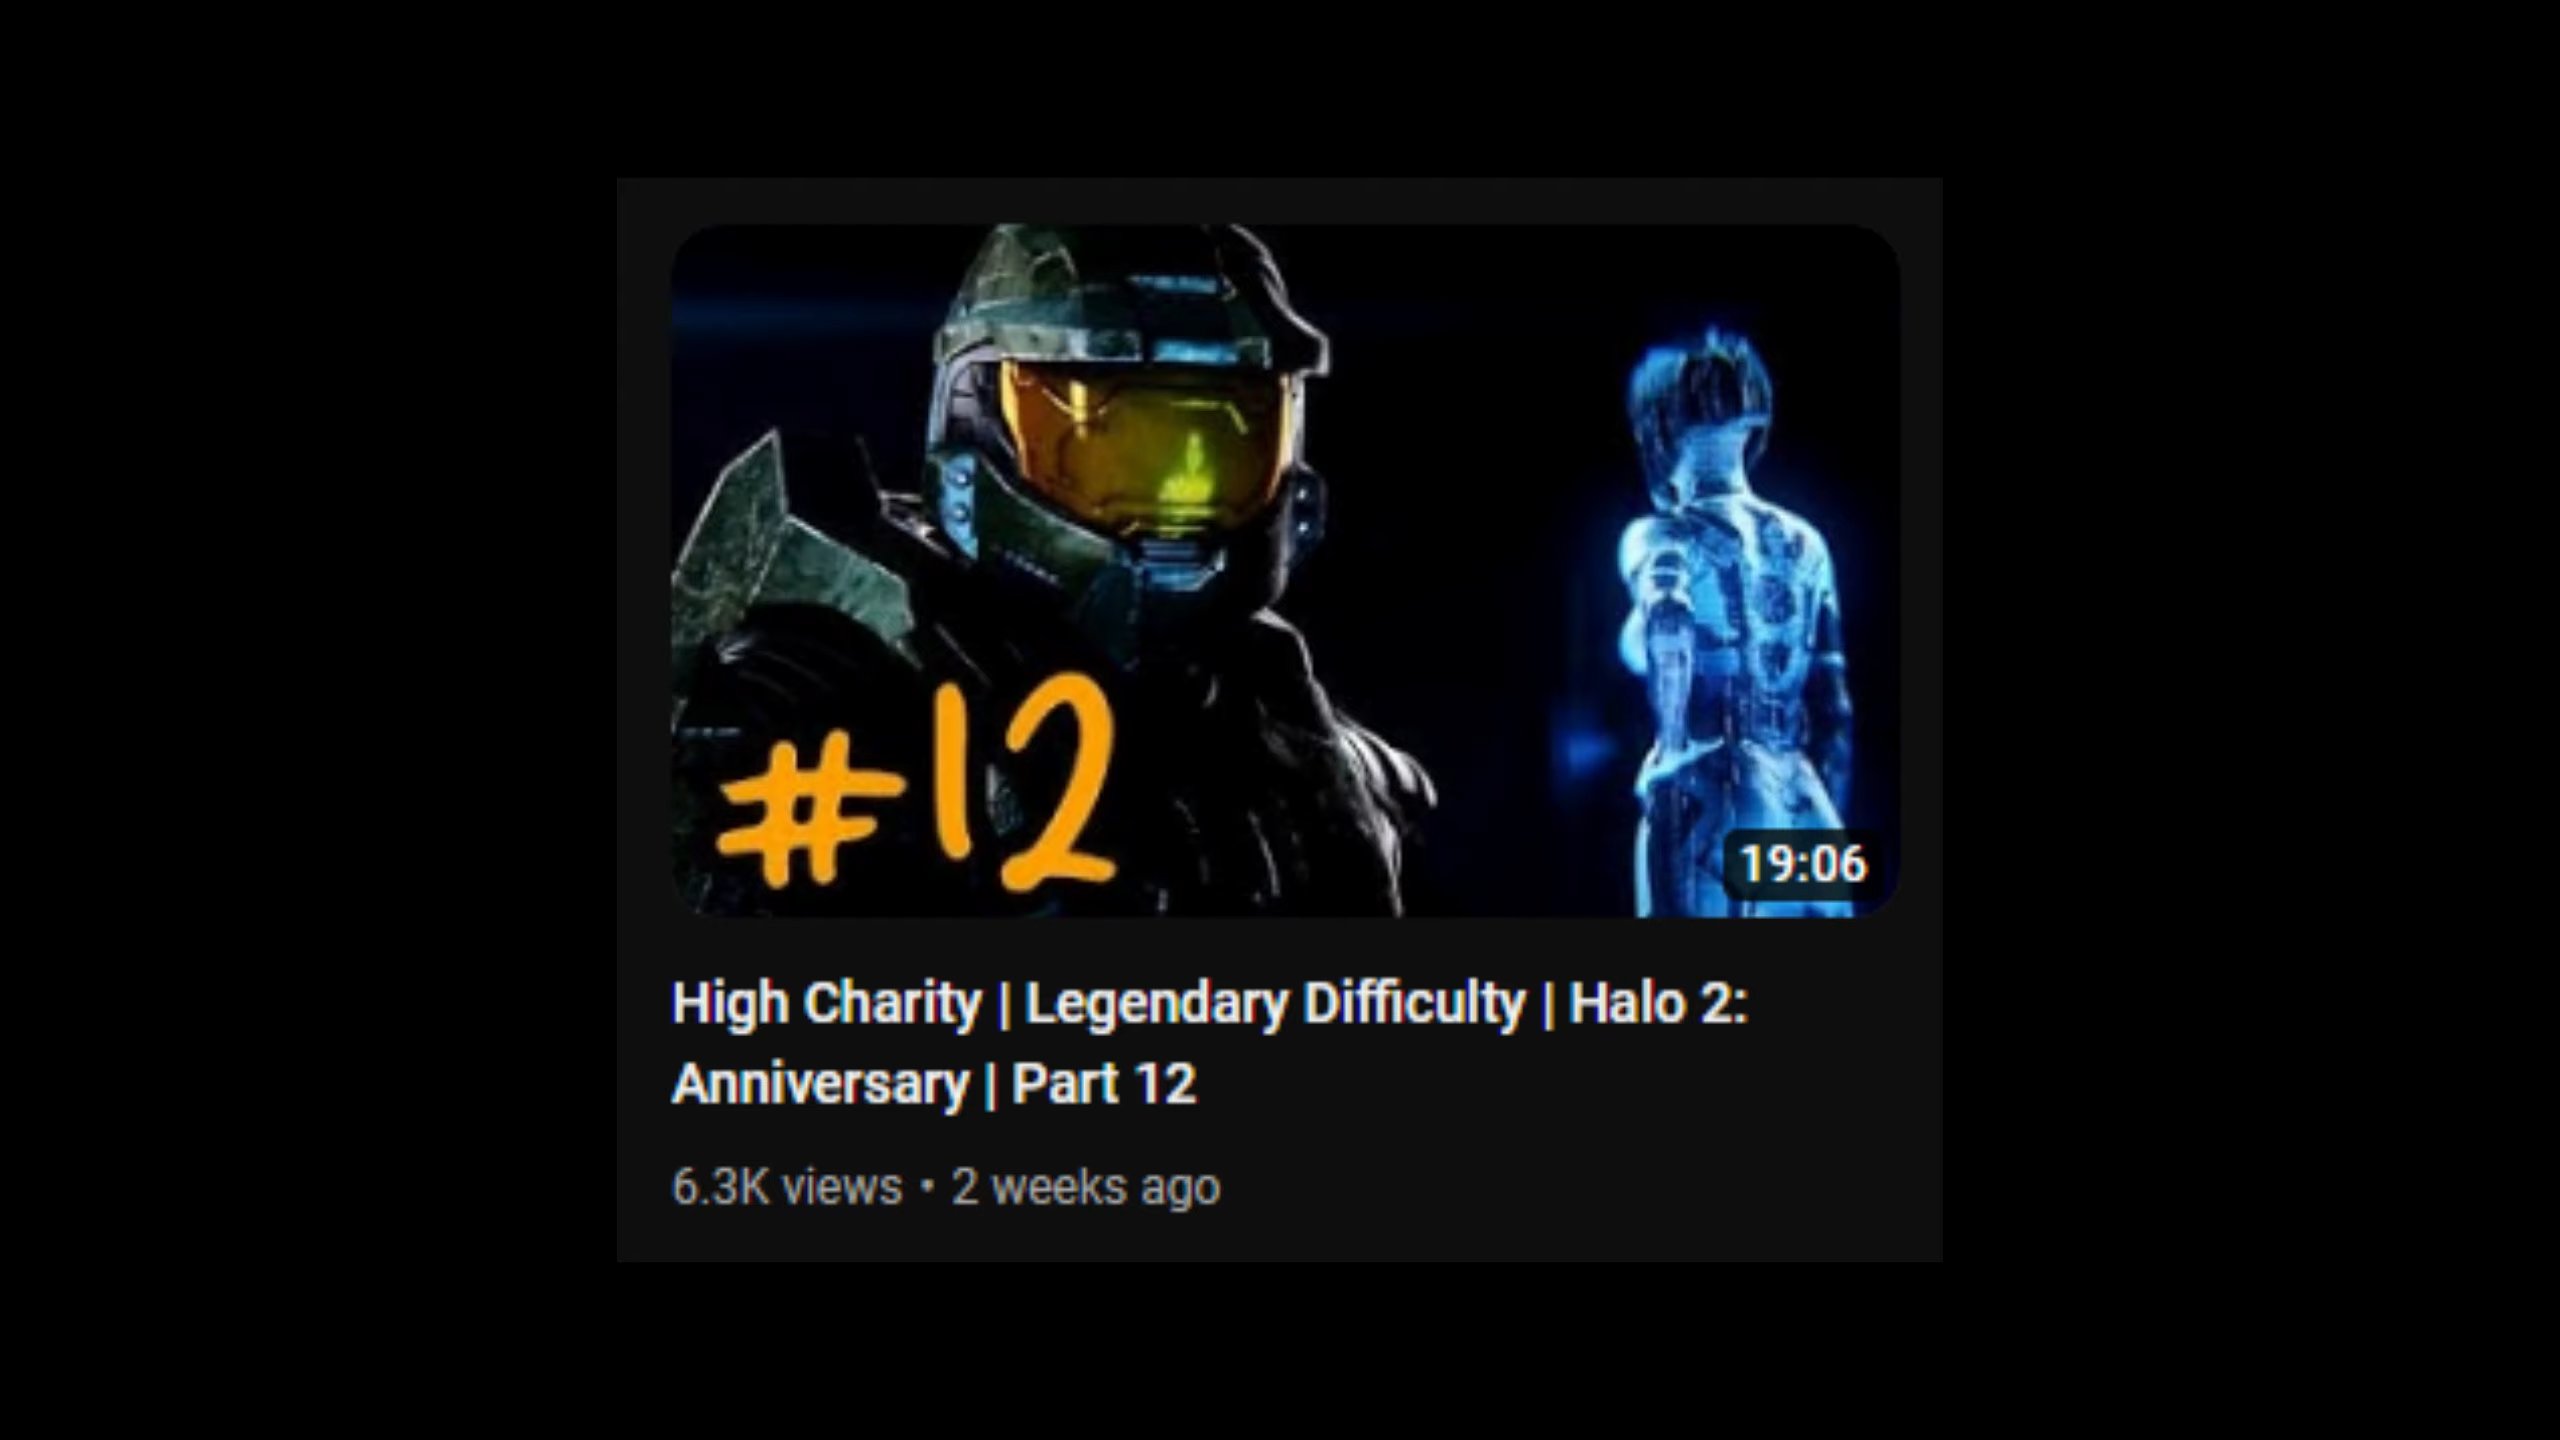 #12
19:06
High Charity | Legendary Difficulty | Halo 2:
Anniversary | Part 12
6.3K views • 2 weeks ago